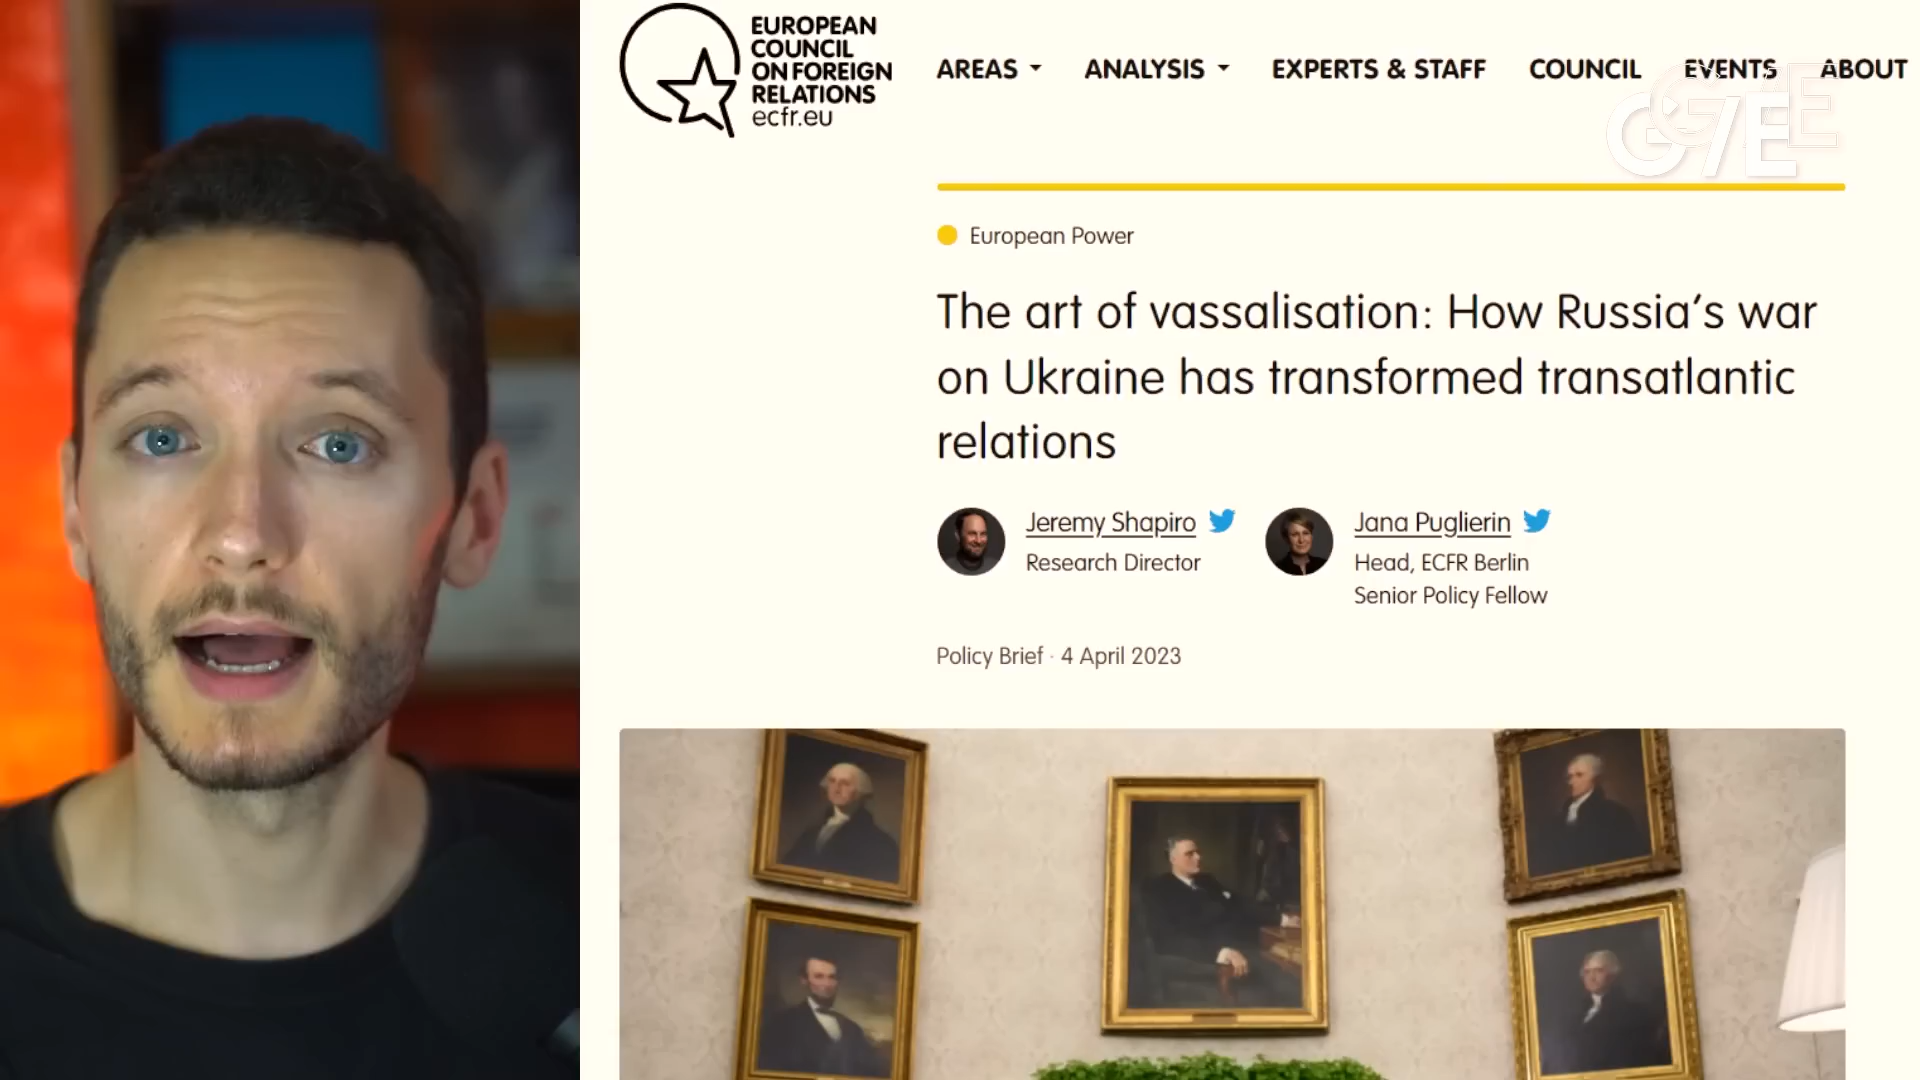 EUROPEAN
COUNCIL
ON FOREIGN
RELATIONS
ecfr.eu
AREAS ANALYSIS EXPERTS & STAFF COUNCIL EVENTS ABOUT
European Power
The art of vassalisation: How Russia’s war
on Ukraine has transformed transatlantic
relations
Jeremy Shapiro
Research Director
Jana Puglierin
Head, ECFR Berlin
Senior Policy Fellow
Policy Brief · 4 April 2023